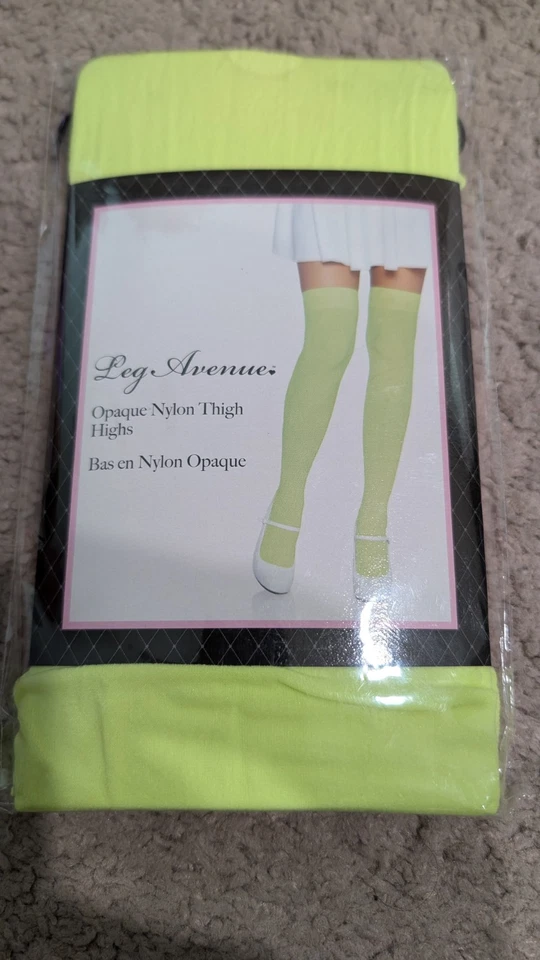 Leg Avenue
Opaque Nylon Thigh
Highs
Bas en Nylon Opaque